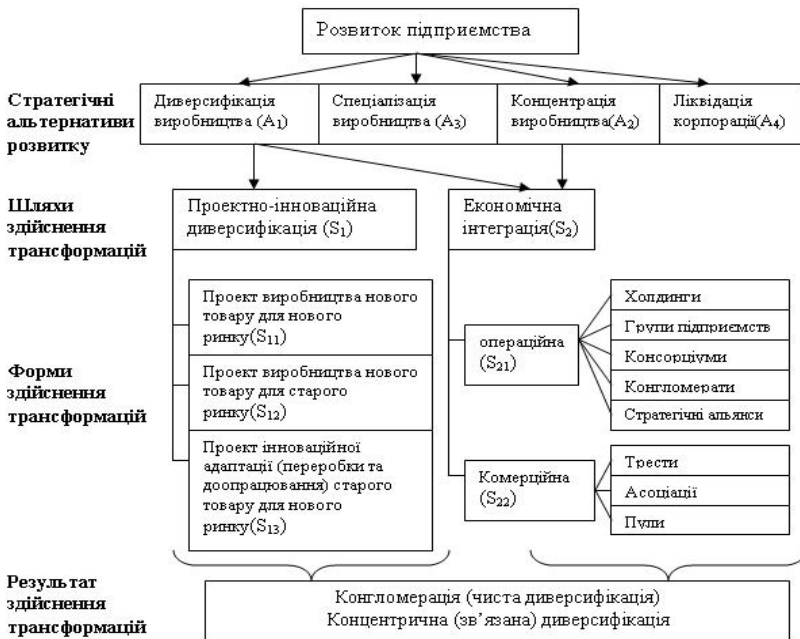 Розвиток підприємства
Стратегічні
альтернативи
розвитку
Диверсифікація
виробництва (А1)
Спеціалізація
виробництва (А3)
Концентрація
виробництва(А2)
Ліквідація
корпорації(А4)
Шляхи
здійснення
трансформацій
Проектно-інноваційна
диверсифікація (S1)
Економічна
інтеграція(S2)
Форми
здійснення
трансформацій
Проект виробництва нового
товару для нового
ринку(S11)
Проект виробництва нового
товару для старого
ринку(S12)
Проект інноваційної
адаптації (переробки та
доопрацювання) старого
товару для нового
ринку(S13)
операційна
(S21)
Холдинги
Групи підприємств
Консорціуми
Конгломерати
Стратегічні альянси
Комерційна
(S22)
Трести
Асоціації
Пули
Результат
здійснення
трансформацій
Конгломерація (чиста диверсифікація)
Концентрична (зв’язана) диверсифікація